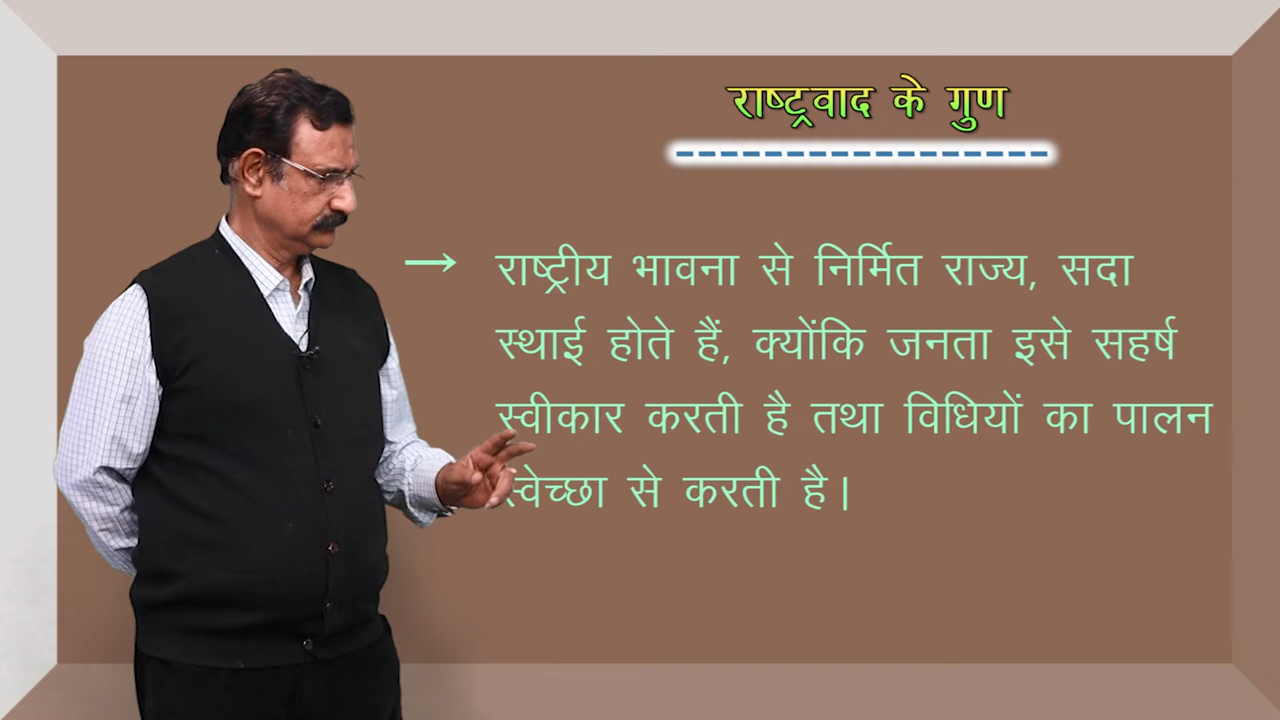 राष्ट्रवाद के गुण
→ राष्ट्रीय भावना से निर्मित राज्य, सदा
स्थाई होते हैं, क्योंकि जनता इसे सहर्ष
स्वीकार करती है तथा विधियों का पालन
स्वेच्छा से करती है।